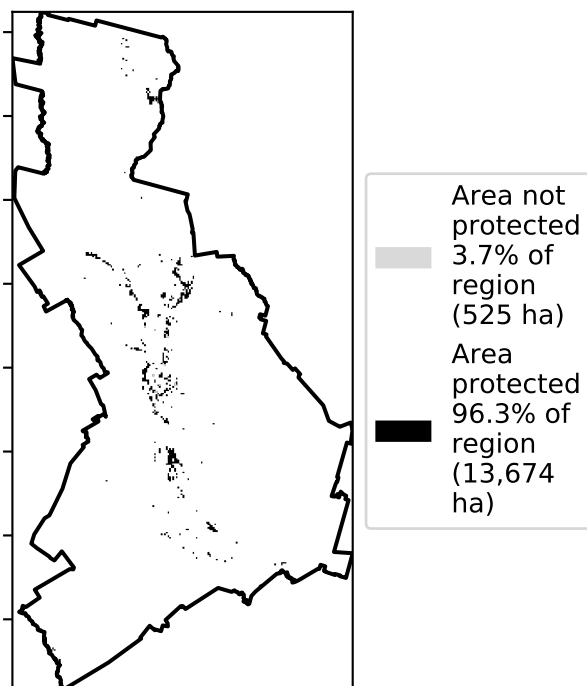 Area not
protected
3.7% of
region
(525 ha)
Area
protected
96.3% of
region
(13,674
ha)